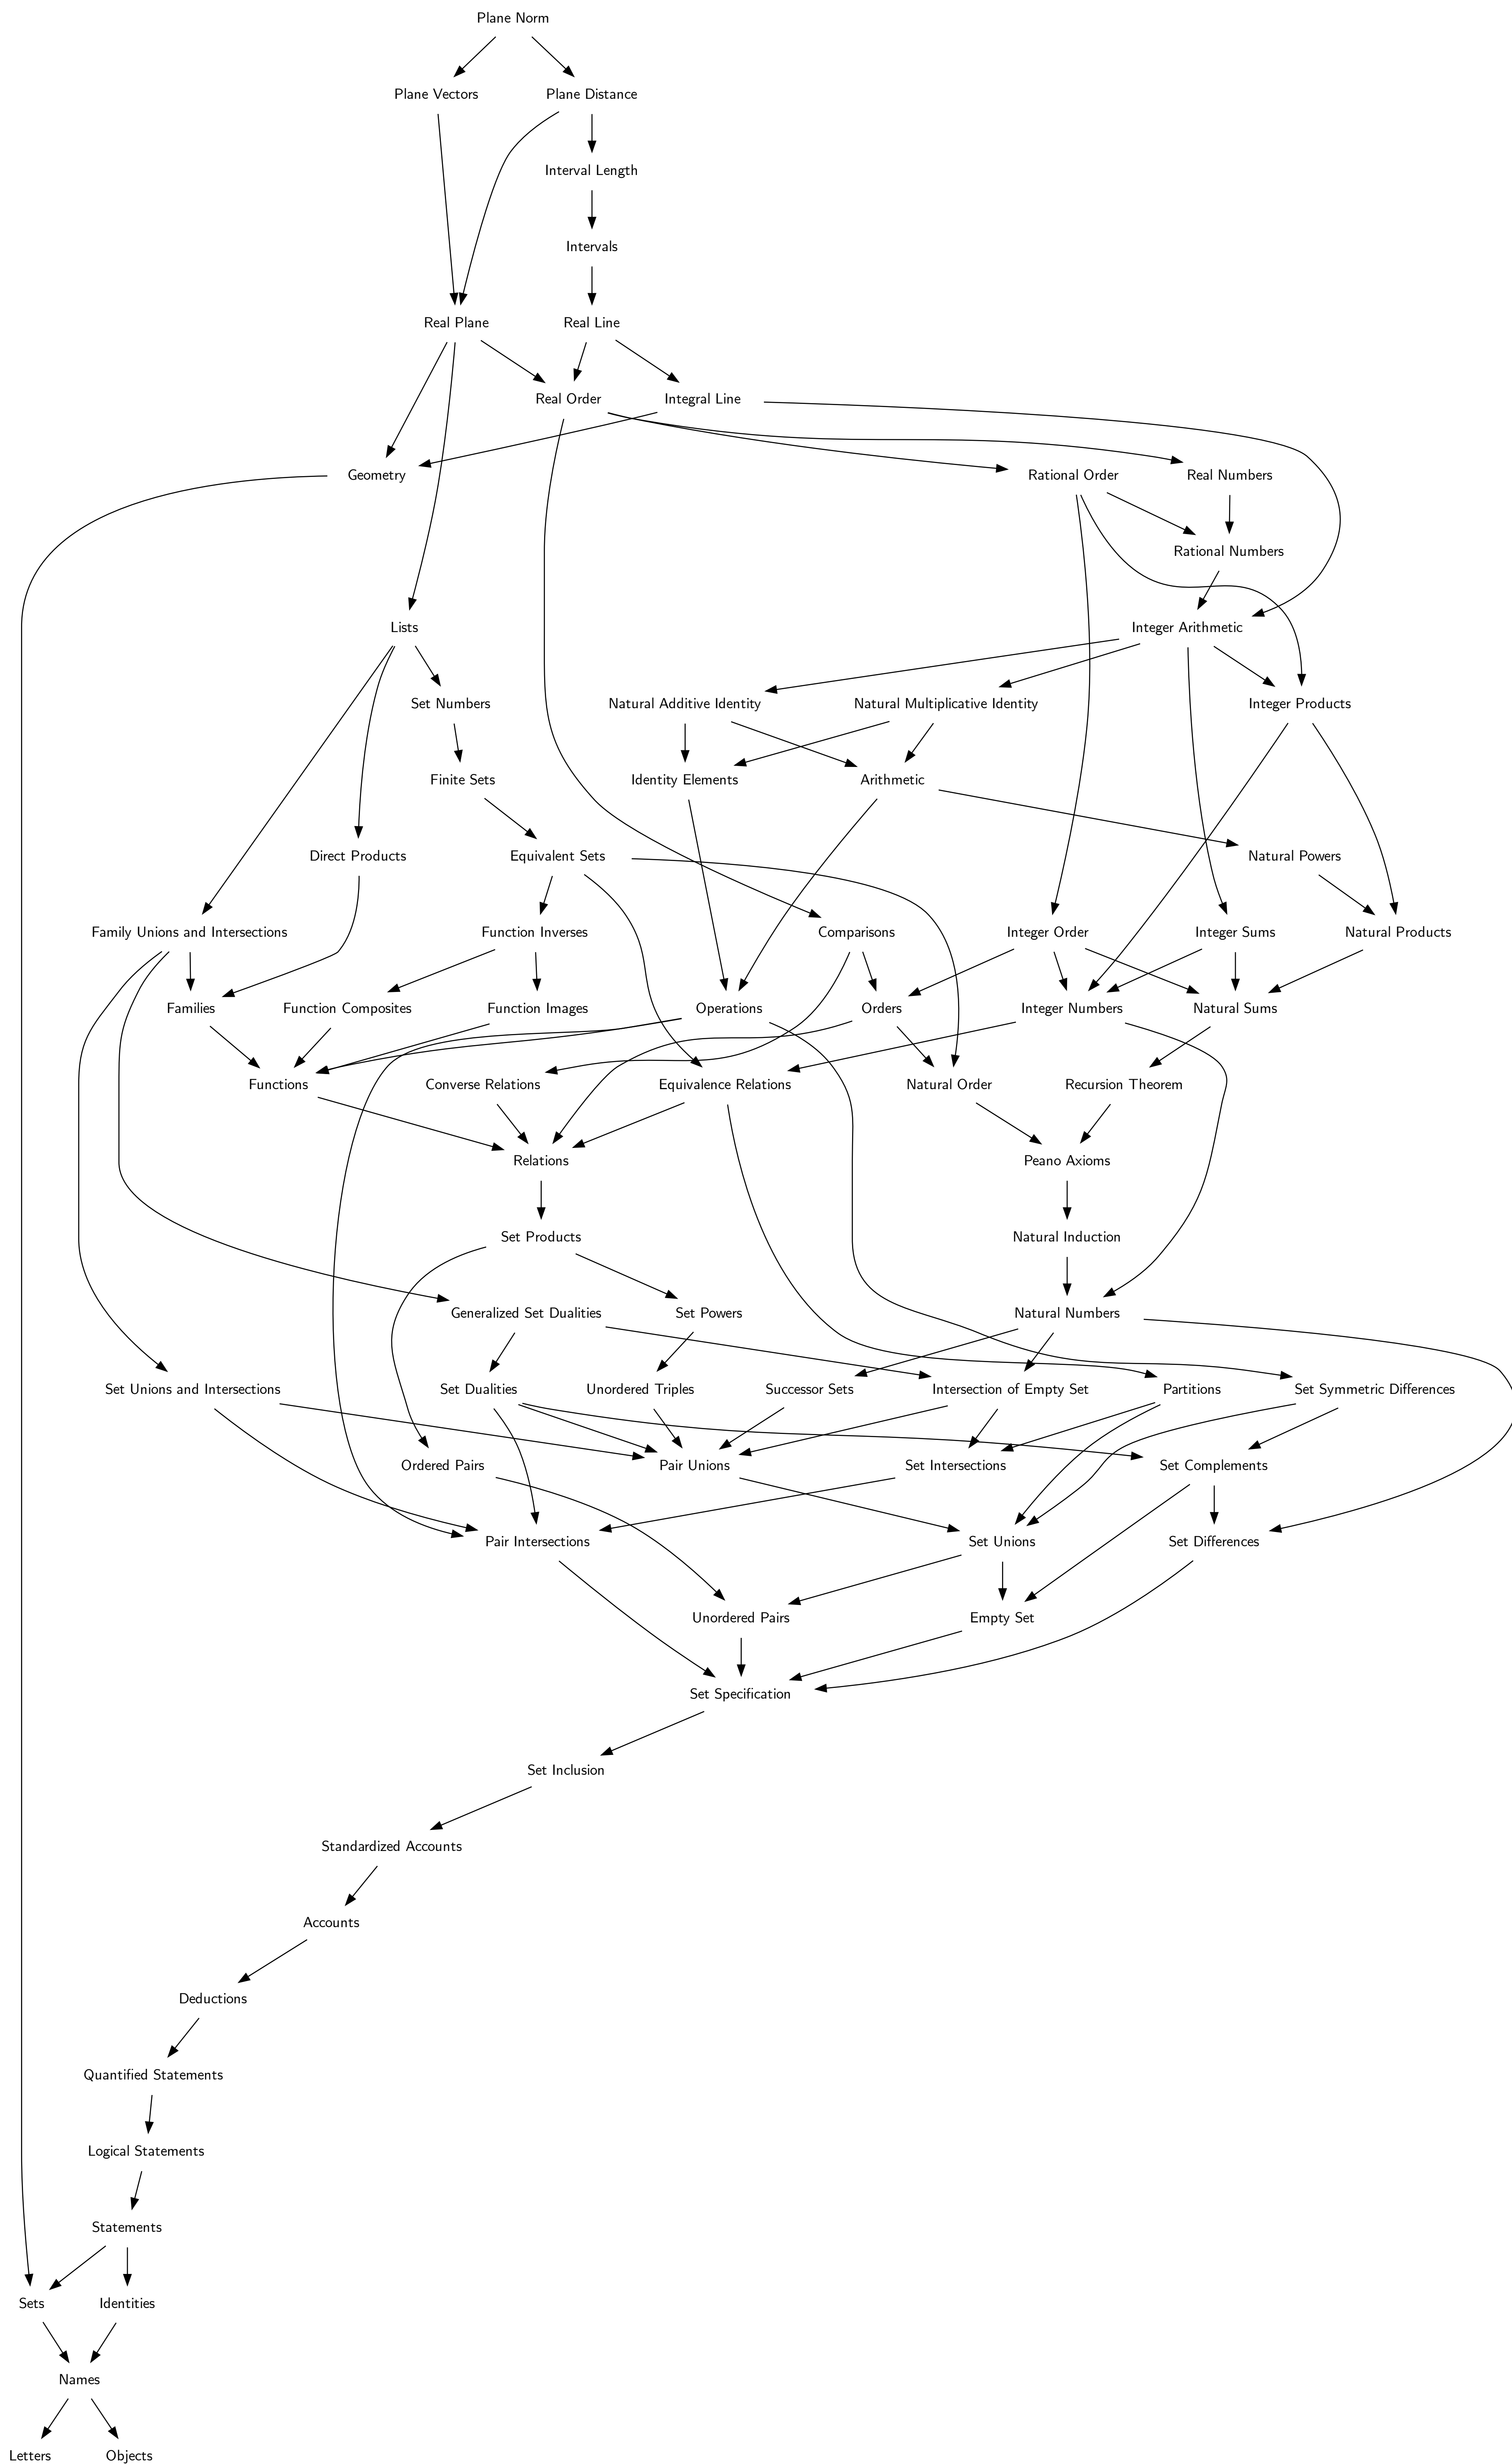 Plane Norm
Plane Vectors
Plane Distance
Interval Length
Intervals
Real Plane
Real Line
Real Order
Integral Line
Geometry
Rational Order
Real Numbers
Rational Numbers
Lists
Integer Arithmetic
Set Numbers
Natural Additive Identity
Natural Multiplicative Identity
Integer Products
Finite Sets
Identity Elements
Arithmetic
Direct Products
Equivalent Sets
Natural Powers
Family Unions and Intersections
Function Inverses
Comparisons
Integer Order
Integer Sums
Natural Products
Families
Function Composites
Function Images
Operations
Orders
Integer Numbers
Natural Sums
Functions
Converse Relations
Equivalence Relations
Natural Order
Recursion Theorem
Relations
Peano Axioms
Set Products
Natural Induction
Generalized Set Dualities
Set Powers
Natural Numbers
Set Unions and Intersections
Set Dualities
Unordered Triples
Successor Sets
Intersection of Empty Set
Partitions
Set Symmetric Differences
Ordered Pairs
Pair Unions
Set Intersections
Set Complements
Pair Intersections
Set Unions
Set Differences
Unordered Pairs
Empty Set
Set Specification
Set Inclusion
Standardized Accounts
Accounts
Deductions
Quantified Statements
Logical Statements
Statements
Sets
Identities
Names
Letters
Objects